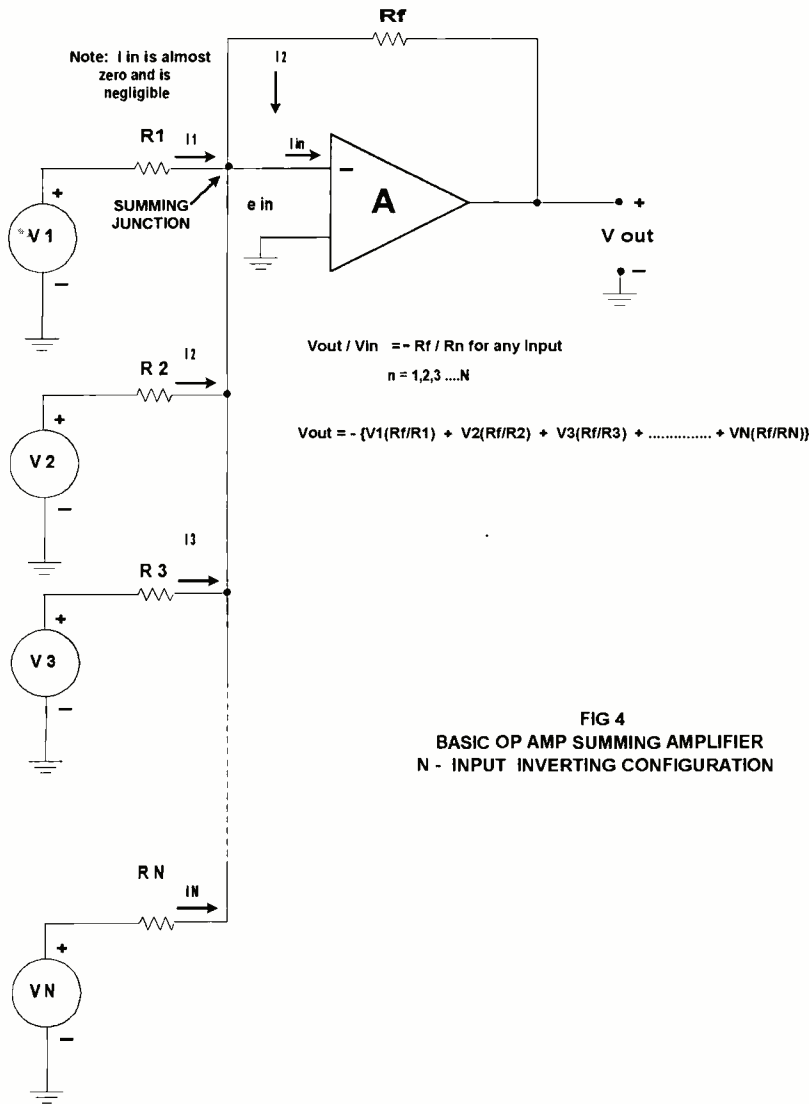 Rf
Note: I in is almost
zero and is
negligible
I2
R1
I1
I in
SUMMING
JUNCTION
e in
−
A
+
V 1
−
+
V out
−
Vout / Vin = - Rf / Rn for any Input
n = 1,2,3 ....N
Vout = - {V1(Rf/R1) + V2(Rf/R2) + V3(Rf/R3) + .............. + VN(Rf/RN)}
R 2
I2
+
V 2
−
R 3
I3
+
V 3
−
FIG 4
BASIC OP AMP SUMMING AMPLIFIER
N - INPUT INVERTING CONFIGURATION
R N
IN
+
V N
−